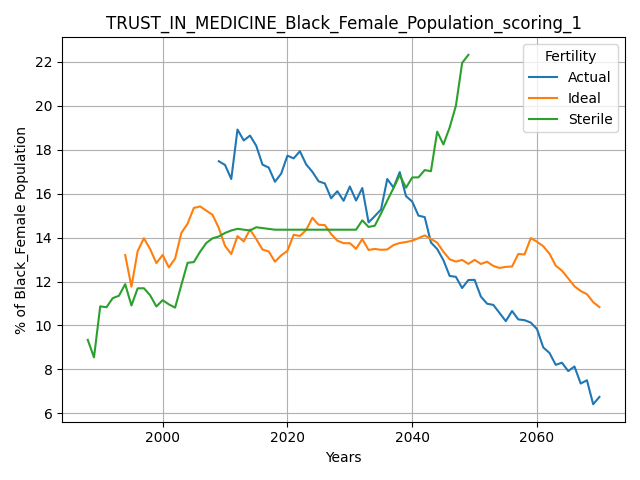 TRUST_IN_MEDICINE_Black_Female_Population_scoring_1
Fertility
Actual
Ideal
Sterile
% of Black_Female Population
22
20
18
16
14
12
10
8
6
2000
2020
2040
2060
Years